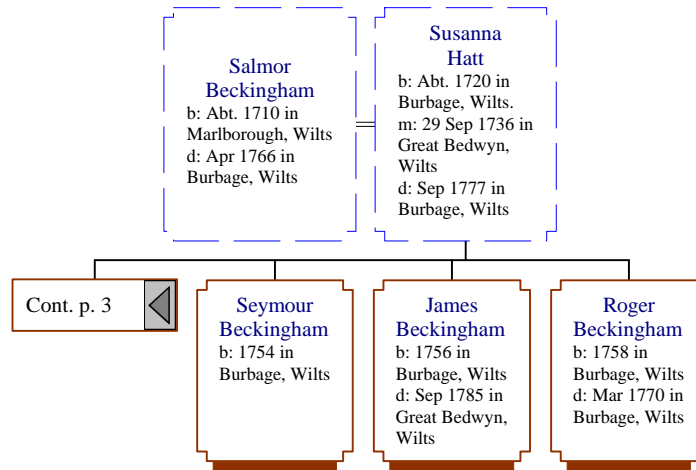 Salmor
Beckingham
b: Abt. 1710 in
Marlborough, Wilts
d: Apr 1766 in
Burbage, Wilts
Susanna
Hatt
b: Abt. 1720 in
Burbage, Wilts.
m: 29 Sep 1736 in
Great Bedwyn,
Wilts
d: Sep 1777 in
Burbage, Wilts
Cont. p. 3
Seymour
Beckingham
b: 1754 in
Burbage, Wilts
James
Beckingham
b: 1756 in
Burbage, Wilts
d: Sep 1785 in
Great Bedwyn,
Wilts
Roger
Beckingham
b: 1758 in
Burbage, Wilts
d: Mar 1770 in
Burbage, Wilts